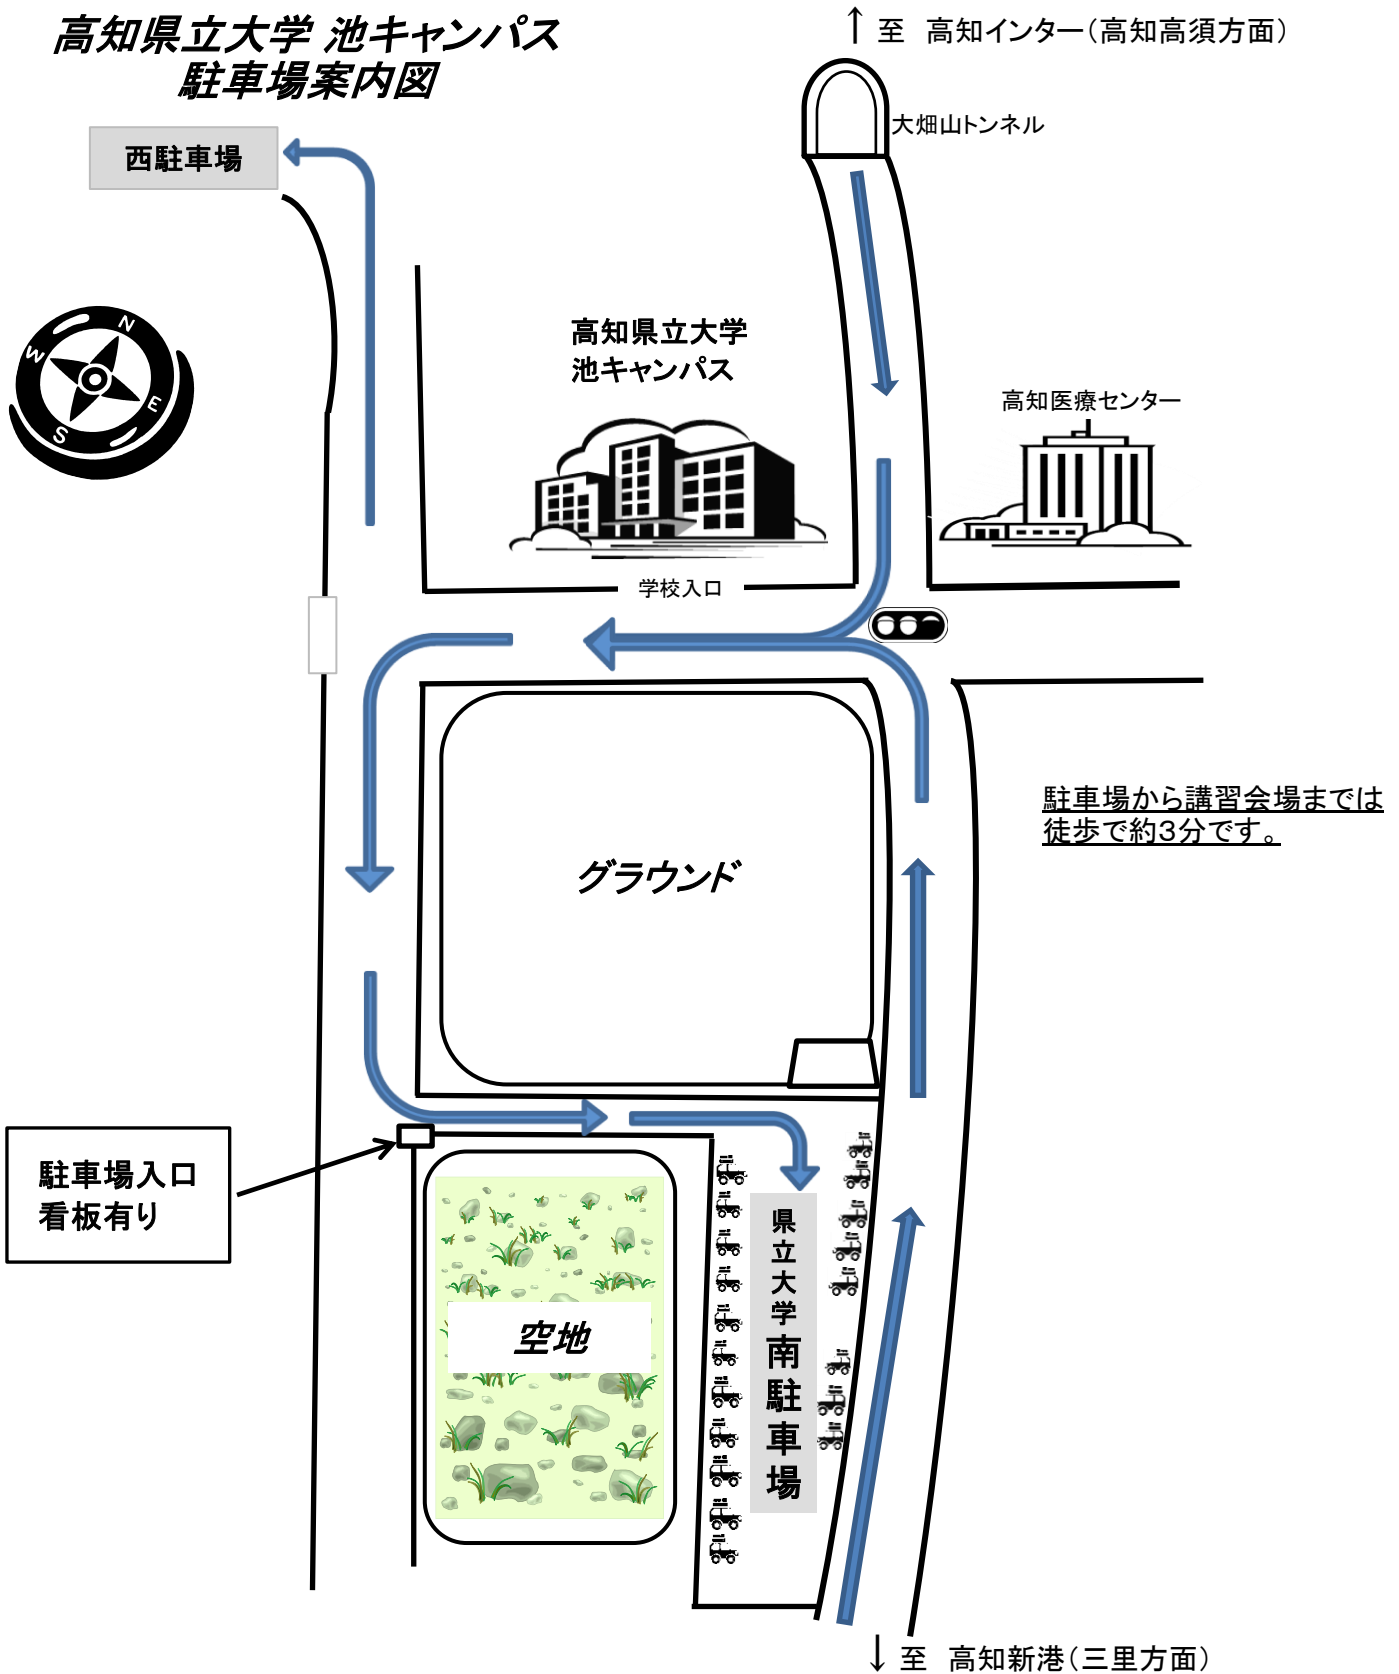 高知県立大学 池キャンパス
駐車場案内図
↑ 至 高知インター(高知高須方面)
大畑山トンネル
西駐車場
N
W
E
S
高知県立大学
池キャンパス
高知医療センター
学校入口
駐車場から講習会場までは
徒歩で約3分です。
グラウンド
駐車場入口
看板有り
空地
県立大学南駐車場
↓ 至 高知新港(三里方面)